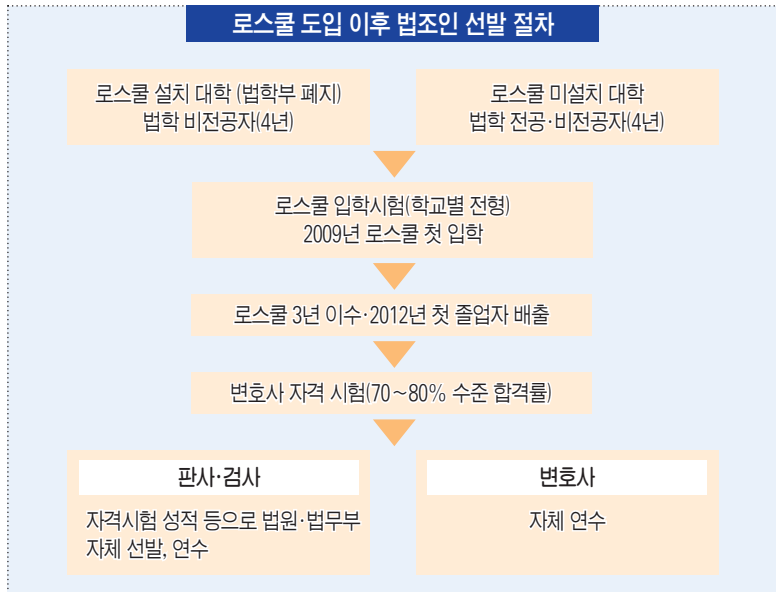 로스쿨 도입 이후 법조인 선발 절차
로스쿨 설치 대학 (법학부 폐지)
법학 비전공자(4년)
로스쿨 미설치 대학
법학 전공·비전공자(4년)
로스쿨 입학시험(학교별 전형)
2009년 로스쿨 첫 입학
로스쿨 3년 이수·2012년 첫 졸업자 배출
변호사 자격 시험(70~80% 수준 합격률)
판사·검사
자격시험 성적 등으로 법원·법무부
자체 선발, 연수
변호사
자체 연수